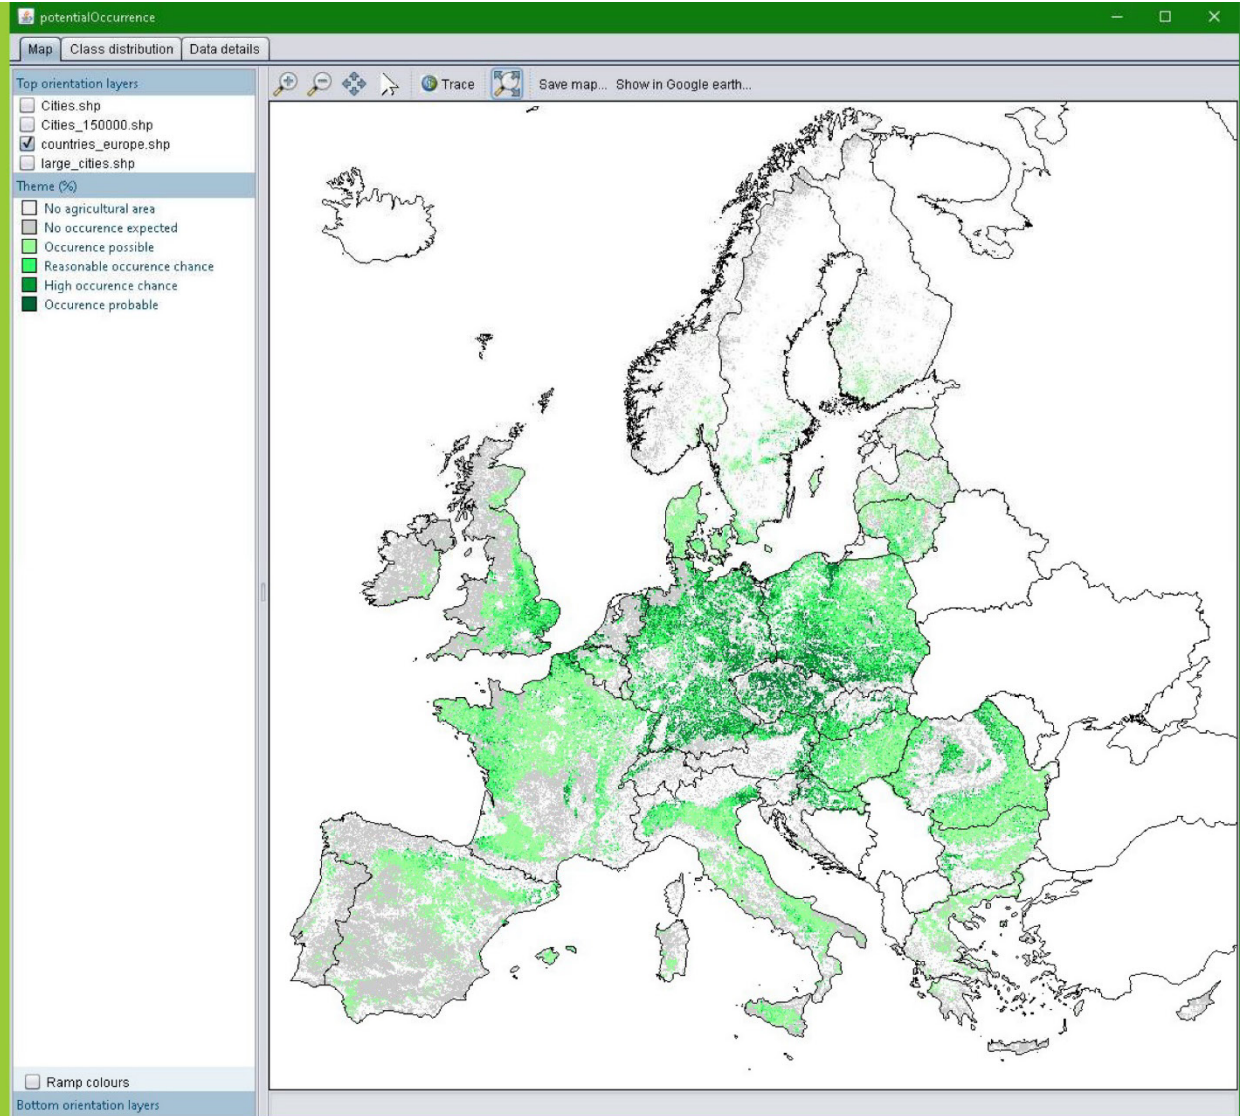 potentialOccurrence
Map Class distribution Data details
Top orientation layers
Trace Save map... Show in Google earth...
Cities.shp
Cities_150000.shp
countries_europe.shp
large_cities.shp
Theme (%)
No agricultural area
No occurence expected
Occurence possible
Reasonable occurence chance
High occurence chance
Occurence probable
Ramp colours
Bottom orientation layers